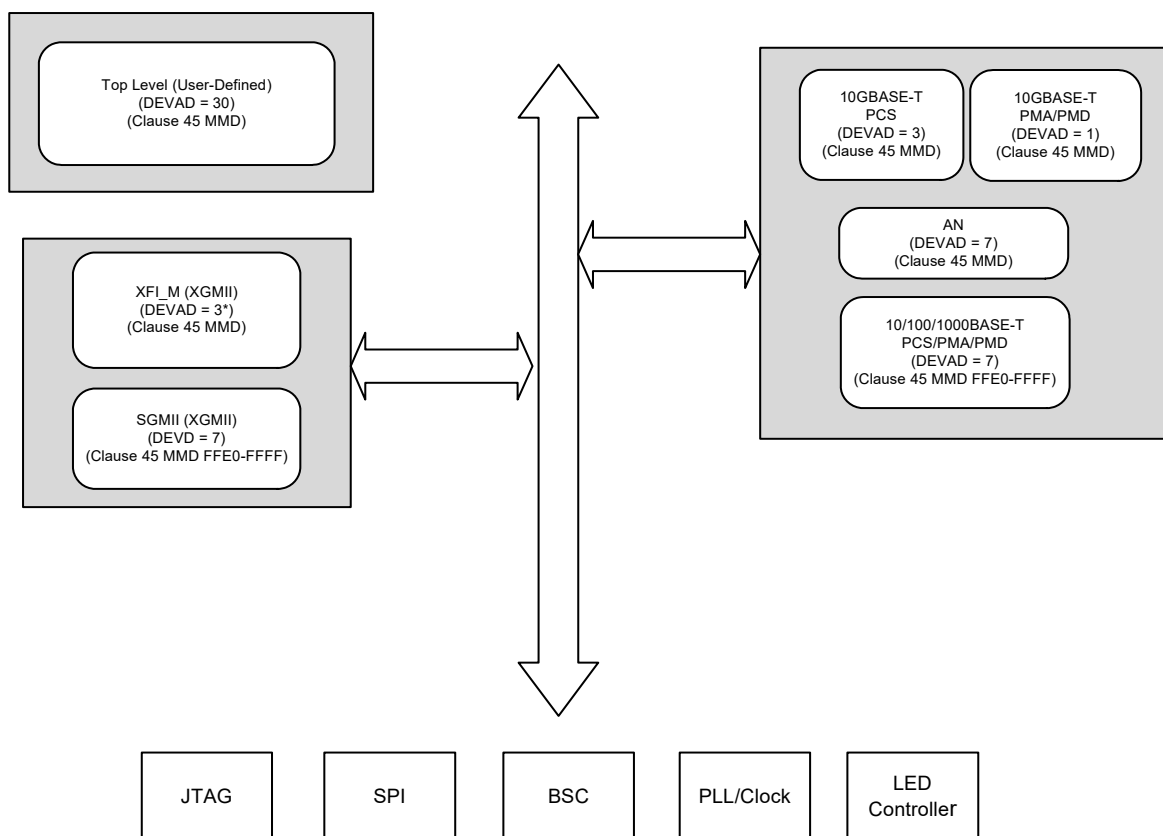 Top Level (User-Defined)
(DEVAD = 30)
(Clause 45 MMD)
XFI_M (XGMII)
(DEVAD = 3*)
(Clause 45 MMD)
SGMII (XGMII)
(DEVD = 7)
(Clause 45 MMD FFE0-FFFF)
10GBASE-T
PCS
(DEVAD = 3)
(Clause 45 MMD)
10GBASE-T
PMA/PMD
(DEVAD = 1)
(Clause 45 MMD)
AN
(DEVAD = 7)
(Clause 45 MMD)
10/100/1000BASE-T
PCS/PMA/PMD
(DEVAD = 7)
(Clause 45 MMD FFE0-FFFF)
JTAG
SPI
BSC
PLL/Clock
LED
Controller